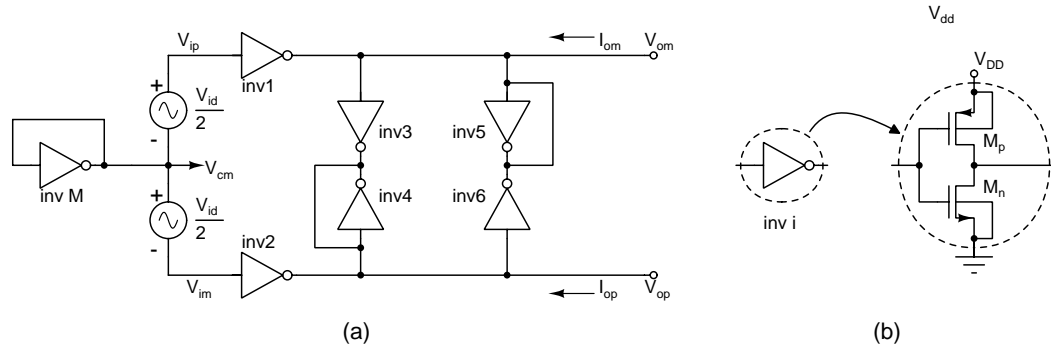 V_dd
V_ip
I_om
V_om
V_DD
inv1
+
V_id
2
-
inv3
inv5
M_p
V_cm
inv M
+
V_id
2
-
inv4
inv6
inv i
M_n
inv2
V_im
I_op
V_op
(a)
(b)